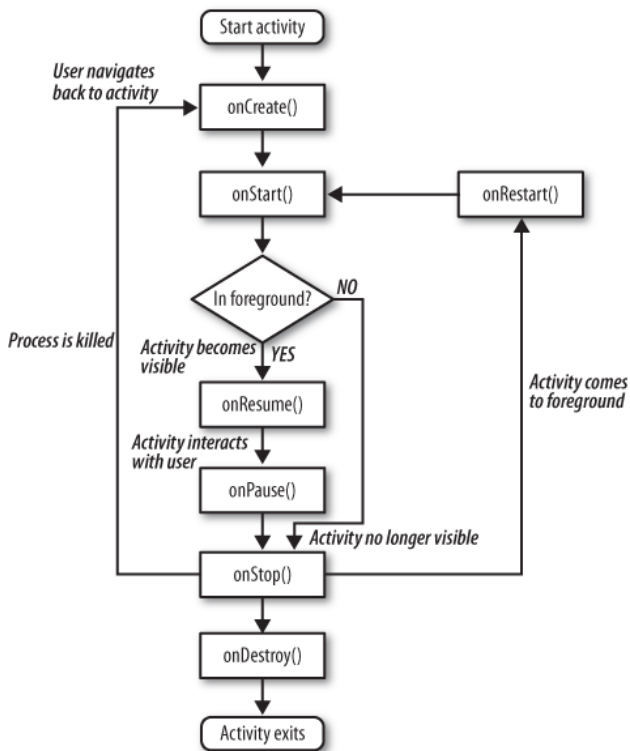 Start activity
User navigates
back to activity
onCreate()
onStart()
onRestart()
In foreground?
NO
Process is killed
Activity becomes
visible
YES
Activity comes
to foreground
onResume()
Activity interacts
with user
onPause()
Activity no longer visible
onStop()
onDestroy()
Activity exits